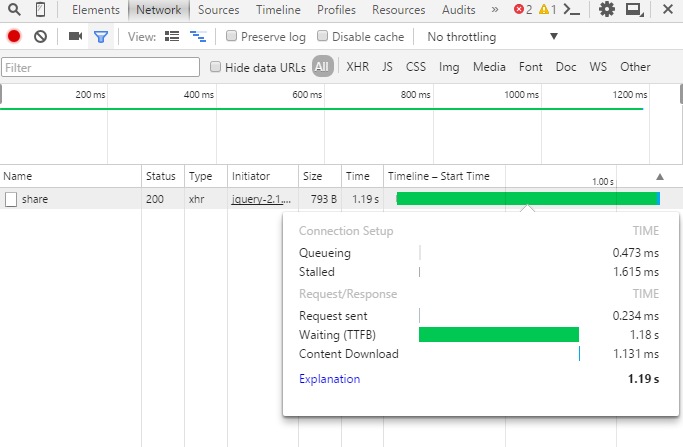 Elements Network Sources Timeline Profiles Resources Audits » 2 1
View: Preserve log Disable cache No throttling
Filter Hide data URLs All XHR JS CSS Img Media Font Doc WS Other
200 ms 400 ms 600 ms 800 ms 1000 ms 1200 ms
Name Status Type Initiator Size Time Timeline – Start Time 1.00 s
share 200 xhr jquery-2.1.… 793 B 1.19 s
Connection Setup TIME
Queueing 0.473 ms
Stalled 1.615 ms
Request/Response TIME
Request sent 0.234 ms
Waiting (TTFB) 1.18 s
Content Download 1.131 ms
Explanation 1.19 s